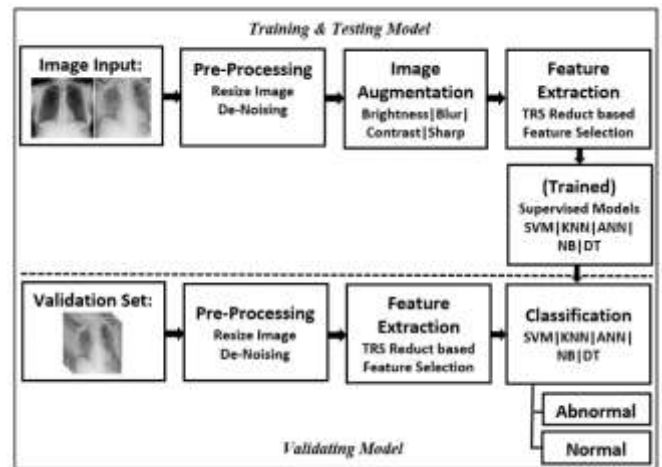 Training & Testing Model
Image Input:
Pre-Processing
Resize Image
De-Noising
Image
Augmentation
Brightness|Blur|
Contrast|Sharp
Feature
Extraction
TRS Reduct based
Feature Selection
(Trained)
Supervised Models
SVM|KNN|ANN|
NB|DT
Validation Set:
Pre-Processing
Resize Image
De-Noising
Feature
Extraction
TRS Reduct based
Feature Selection
Classification
SVM|KNN|ANN|
NB|DT
Abnormal
Normal
Validating Model